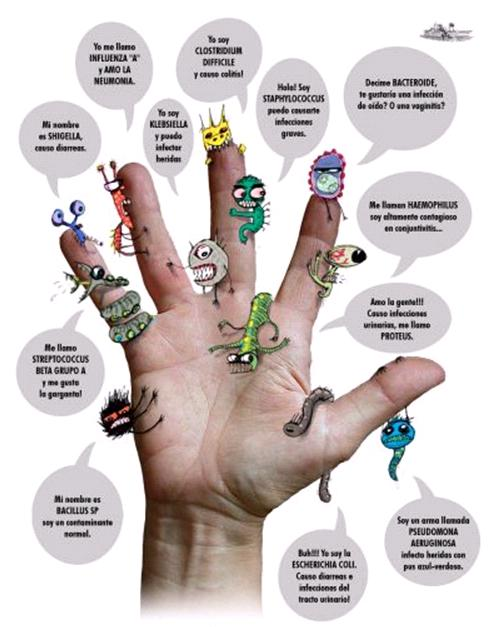 Yo me llamo
INFLUENZA "A"
y AMO LA
NEUMONIA.
Yo soy
CLOSTRIDIUM
DIFFICILE
y causo colitis!
Hola! Soy
STAPHYLOCOCCUS
puedo causarte
infecciones
graves.
Decime BACTEROIDE,
te gustaría una infección
de oído? O una vaginitis?
Mi nombre
es SHIGELLA,
causo diarreas.
Yo soy
KLEBSIELLA
y puedo
infectar
heridas
Me llaman HAEMOPHILUS
soy altamente contagioso
en conjuntivitis...
Amo la gente!!!
Causo infecciones
urinarias, me llamo
PROTEUS.
Me llamo
STREPTOCOCCUS
BETA GRUPO A
y me gusta
la garganta!
Mi nombre es
BACILLUS SP
soy un contaminante
normal.
Buh!!! Yo soy la
ESCHERICHIA COLI.
Causo diarreas e
infecciones del
tracto urinario!
Soy un arma llamada
PSEUDOMONA
AERUGINOSA
infecto heridas con
pus azul-verdoso.